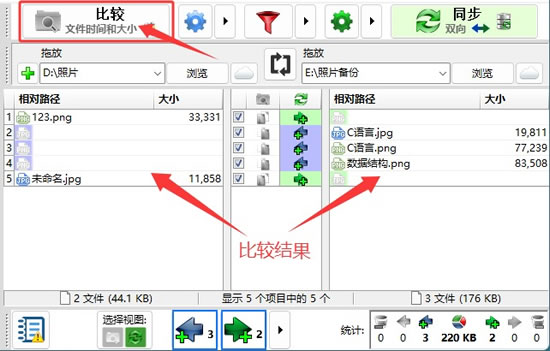 比较
文件时间和大小
同步
双向
拖放
拖放
D:\照片
浏览
E:\照片备份
浏览
相对路径 大小
相对路径 大小
1 123.png 33,331
2 C语言.jpg 19,811
3 C语言.png 77,239
4 数据结构.png 83,508
5 未命名.jpg 11,858
比较结果
2 文件 (44.1 KB)
显示 5 个项目中的 5 个
3 文件 (176 KB)
选择视图:
3
2
统计:
0 0 3 220 KB 2 0 0